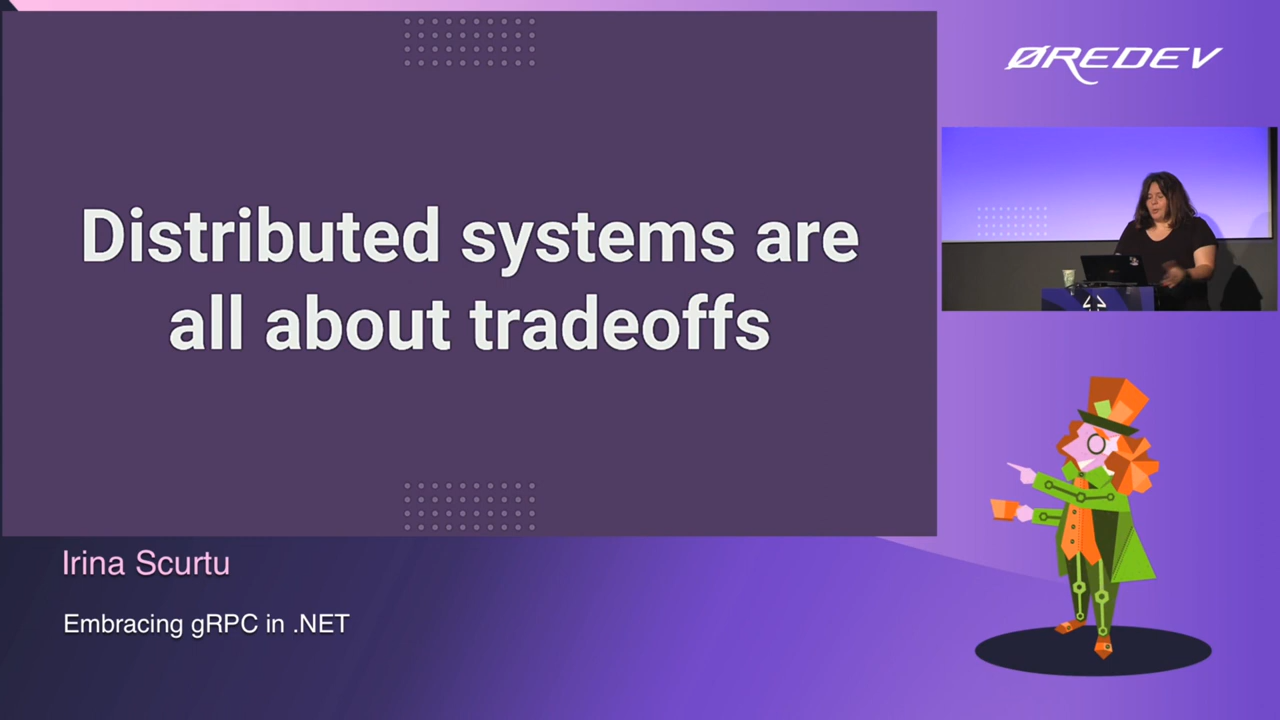 Distributed systems are
all about tradeoffs
ØREDEV
Irina Scurtu
Embracing gRPC in .NET